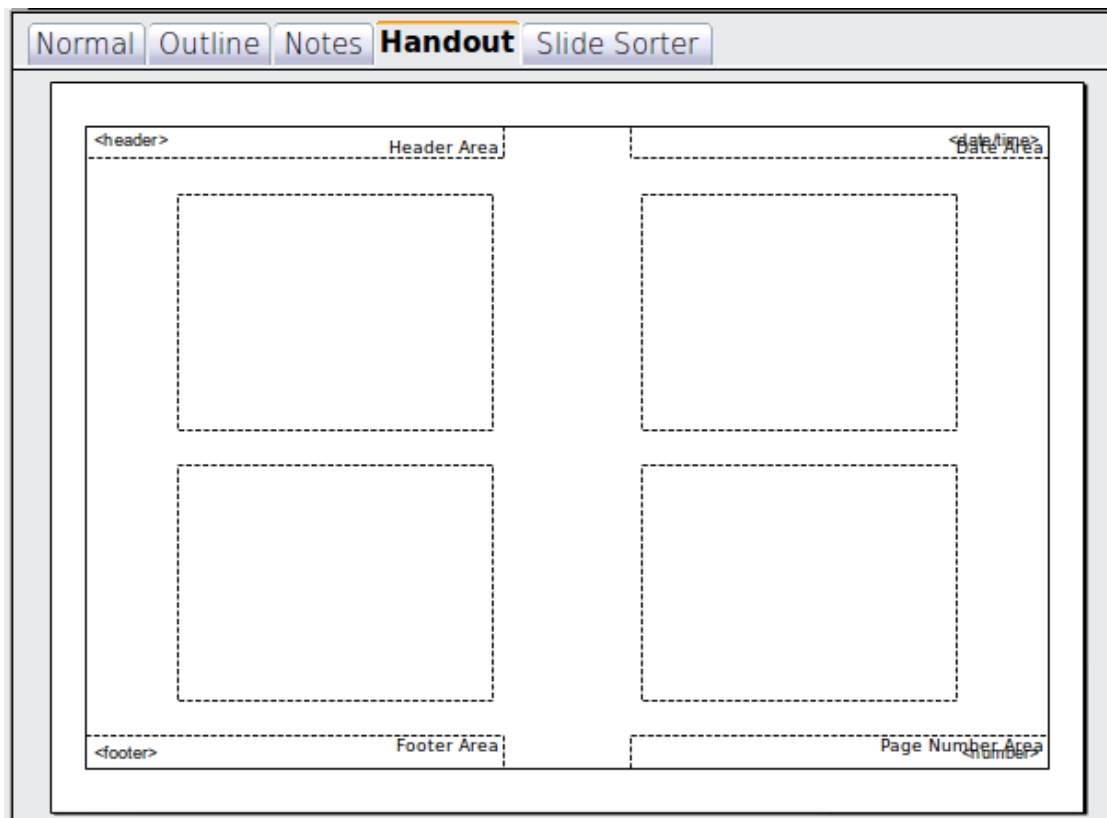 Normal Outline Notes Handout Slide Sorter
<header> Header Area <date/time> Date Area
<footer> Footer Area Page Number Area <number>